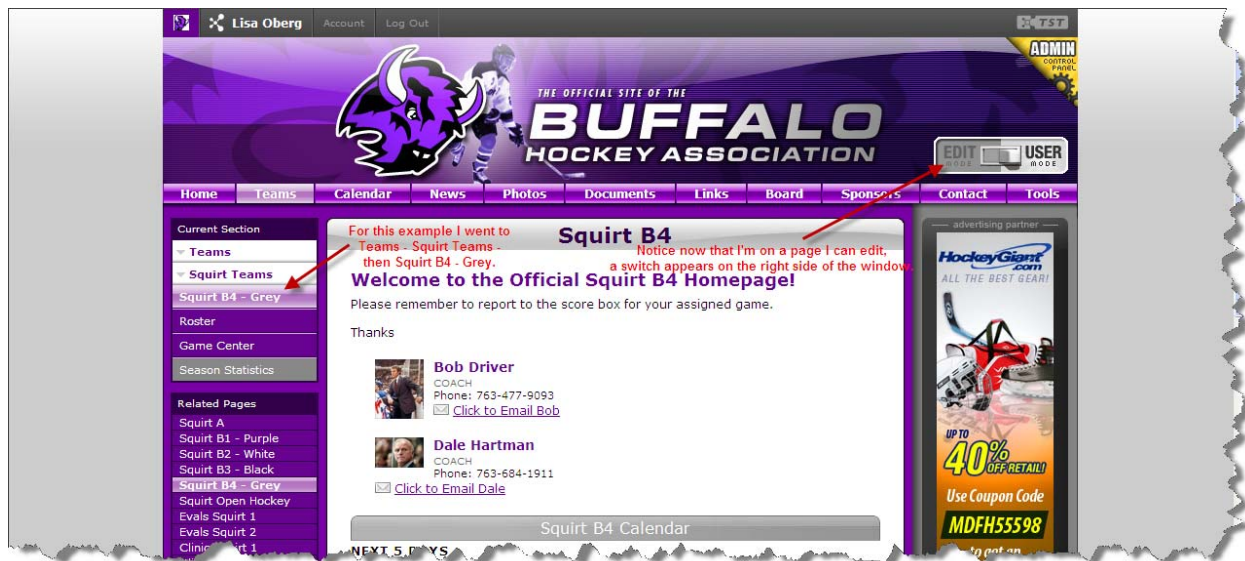 Lisa Oberg Account Log Out
TST
ADMIN
CONTROL
PANEL
THE OFFICIAL SITE OF THE
BUFFALO
HOCKEY ASSOCIATION
EDIT MODE USER MODE
Home Teams Calendar News Photos Documents Links Board Sponsors Contact Tools
Current Section
Teams
Squirt Teams
Squirt B4 - Grey
Roster
Game Center
Season Statistics
Related Pages
Squirt A
Squirt B1 - Purple
Squirt B2 - White
Squirt B3 - Black
Squirt B4 - Grey
Squirt Open Hockey
Evals Squirt 1
Evals Squirt 2
For this example I went to
Teams - Squirt Teams -
then Squirt B4 - Grey.
Squirt B4
Notice now that I'm on a page I can edit,
a switch appears on the right side of the window.
Welcome to the Official Squirt B4 Homepage!
Please remember to report to the score box for your assigned game.
Thanks
Bob Driver
COACH
Phone: 763-477-9093
Click to Email Bob
Dale Hartman
COACH
Phone: 763-684-1911
Click to Email Dale
Squirt B4 Calendar
NEXT 5 DAYS
advertising partner
HockeyGiant
.com
ALL THE BEST GEAR!
UP TO
40%
OFF RETAIL!
Use Coupon Code
MDFH55598